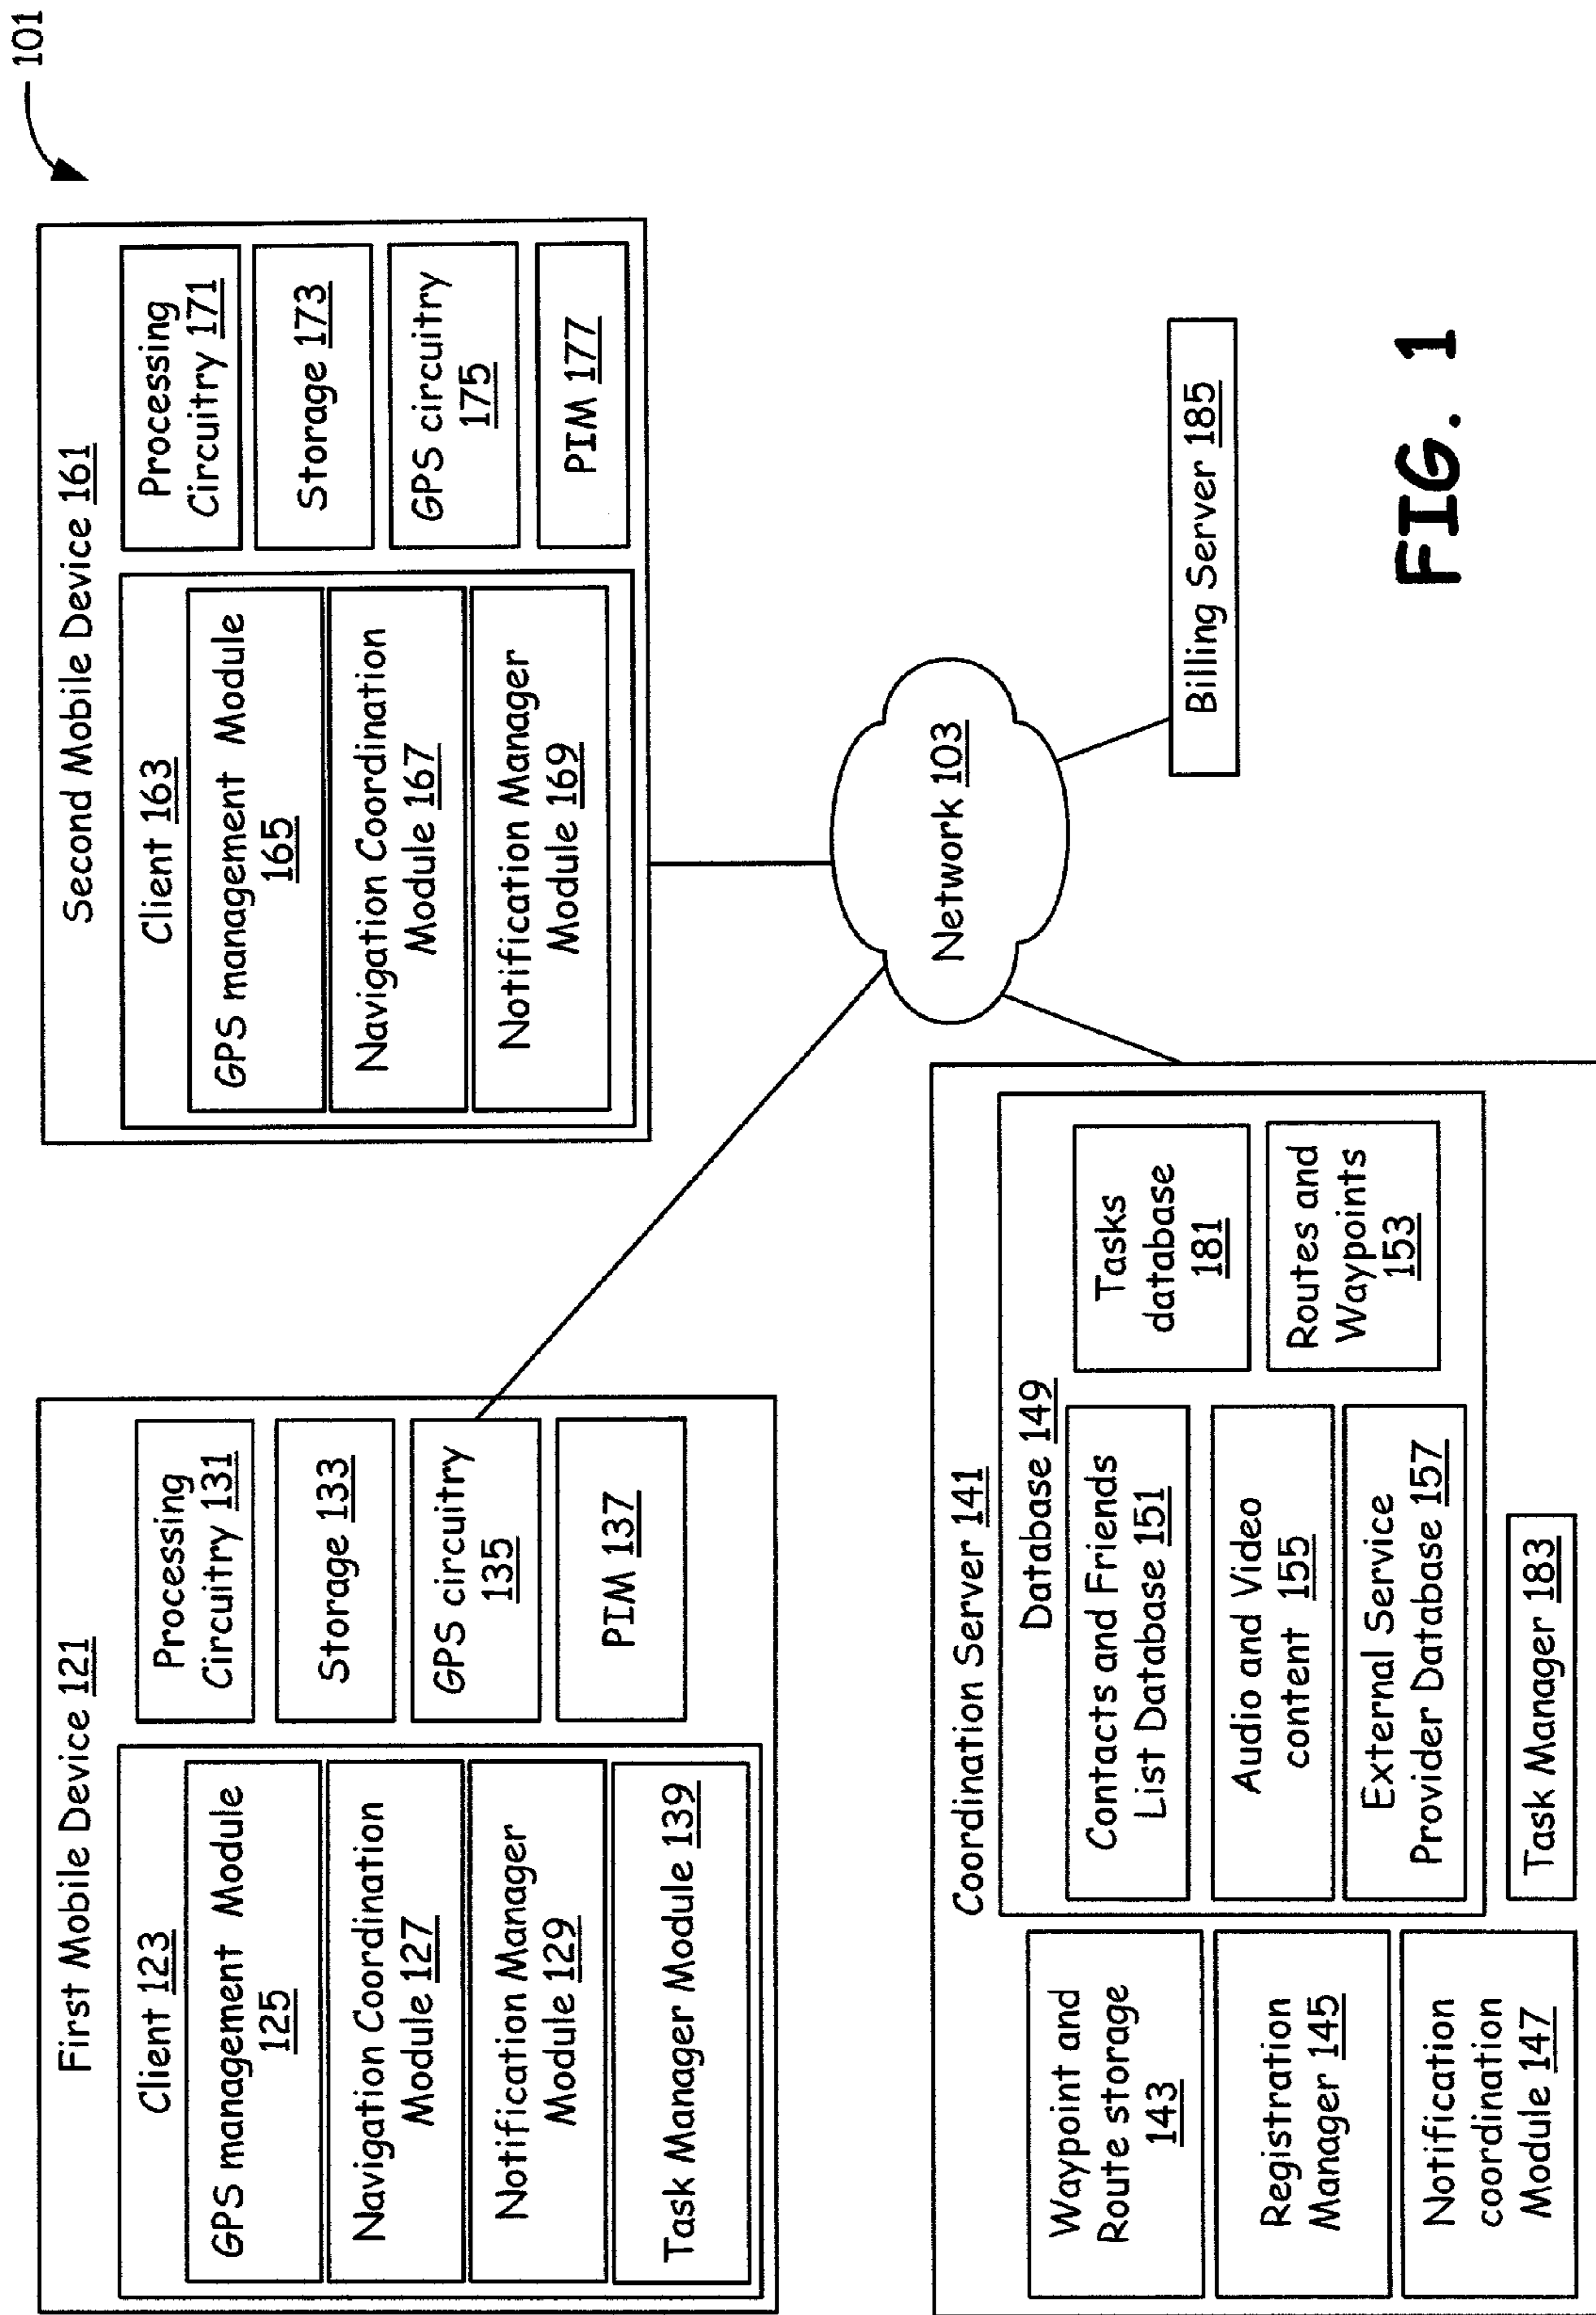 101
First Mobile Device 121
Client 123
GPS management Module
125
Navigation Coordination
Module 127
Notification Manager
Module 129
Task Manager Module 139
Processing
Circuitry 131
Storage 133
GPS circuitry
135
PIM 137
Second Mobile Device 161
Client 163
GPS management Module
165
Navigation Coordination
Module 167
Notification Manager
Module 169
Processing
Circuitry 171
Storage 173
GPS circuitry
175
PIM 177
Network 103
Billing Server 185
Coordination Server 141
Waypoint and
Route storage
143
Registration
Manager 145
Notification
coordination
Module 147
Database 149
Contacts and Friends
List Database 151
Audio and Video
content 155
External Service
Provider Database 157
Tasks
database
181
Routes and
Waypoints
153
Task Manager 183
FIG. 1